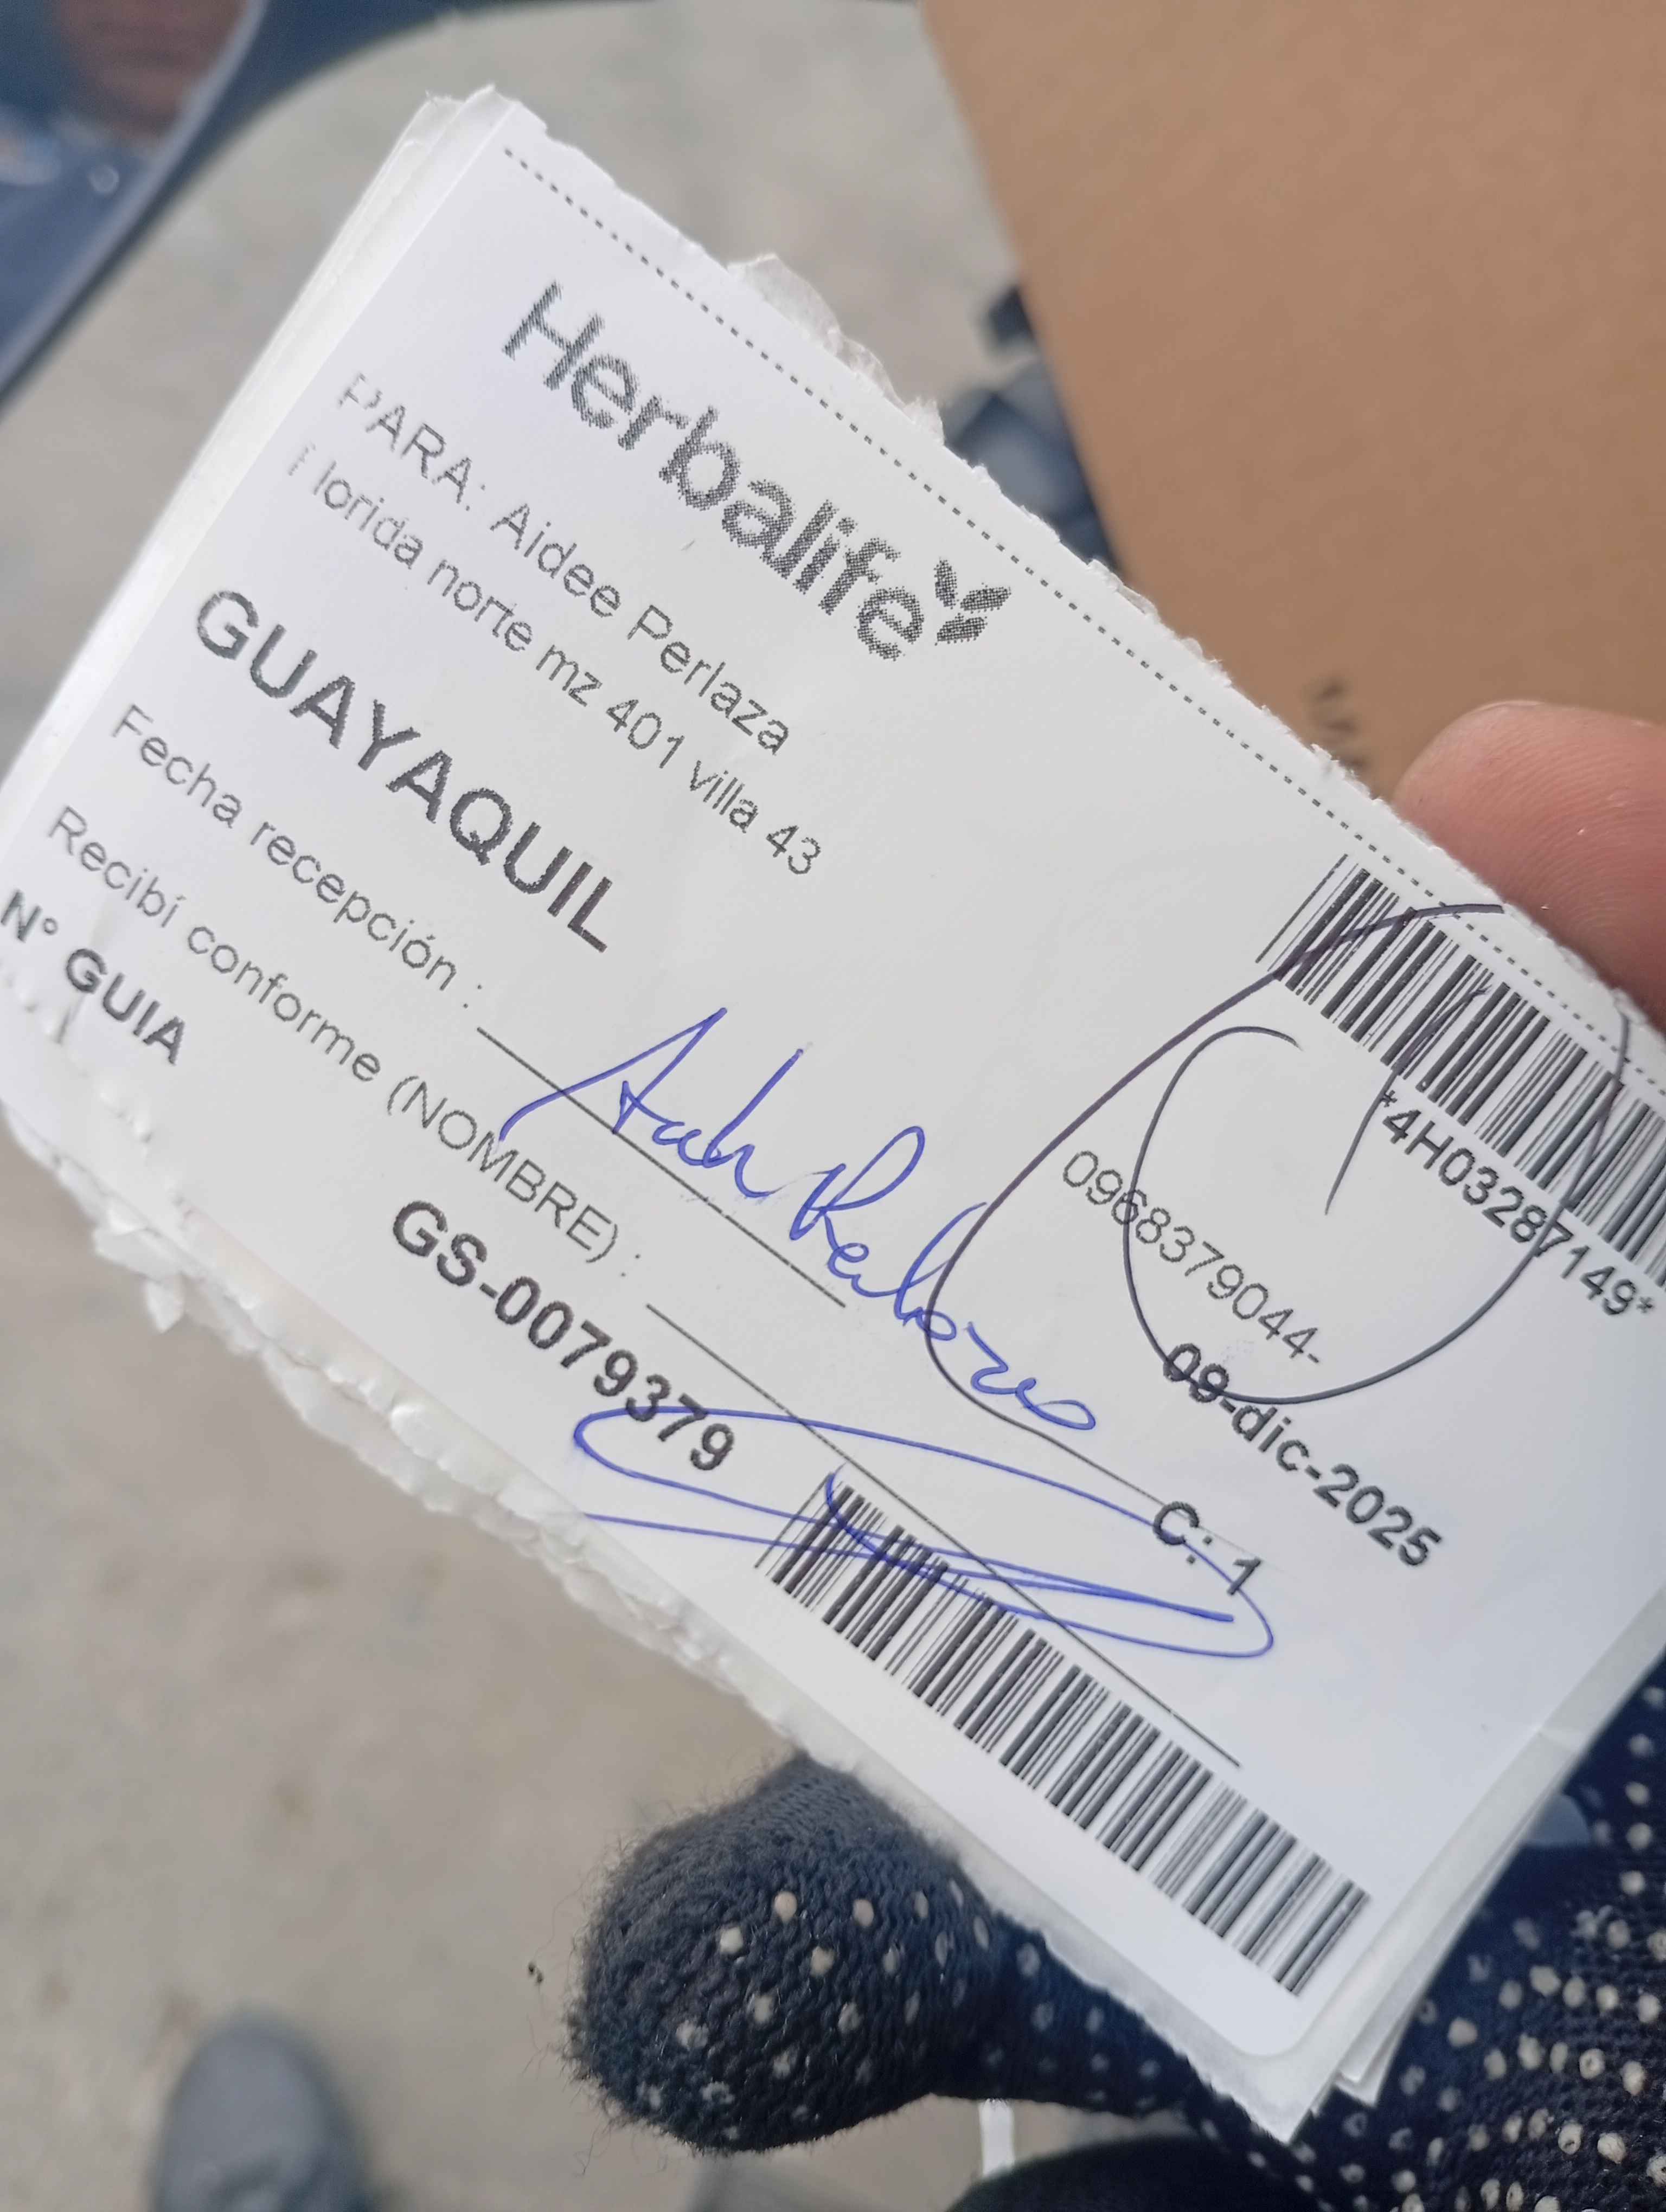 Herbalife
*4H03287149*
PARA: Aidee Perlaza
0968379044-
Florida norte mz 401 villa 43
09-dic-2025
GUAYAQUIL
C: 1
Fecha recepción :
Recibí conforme (NOMBRE) :
N° GUIA
GS-0079379